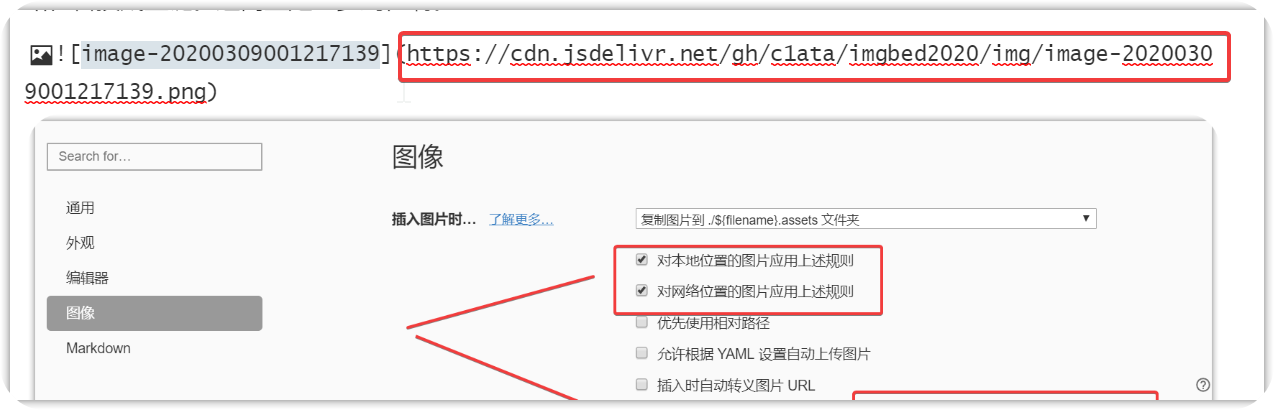 ![image-20200309001217139](https://cdn.jsdelivr.net/gh/c1ata/imgbed2020/img/image-2020030
9001217139.png)
Search for...
图像
通用
插入图片时... 了解更多... 复制图片到 ./${filename}.assets 文件夹
外观
对本地位置的图片应用上述规则
编辑器
对网络位置的图片应用上述规则
图像
优先使用相对路径
Markdown
允许根据 YAML 设置自动上传图片
插入时自动转义图片 URL